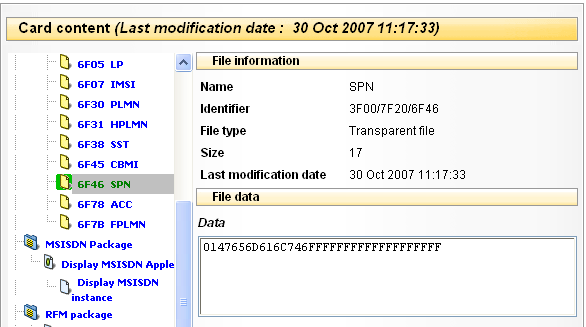 Card content (Last modification date : 30 Oct 2007 11:17:33)
6F05 LP
6F07 IMSI
6F30 PLMN
6F31 HPLMN
6F38 SST
6F45 CBMI
6F46 SPN
6F78 ACC
6F7B FPLMN
MSISDN Package
Display MSISDN Apple
Display MSISDN
instance
RFM package
File information
Name SPN
Identifier 3F00/7F20/6F46
File type Transparent file
Size 17
Last modification date 30 Oct 2007 11:17:33
File data
Data
0147656D616C746FFFFFFFFFFFFFFFFFFF